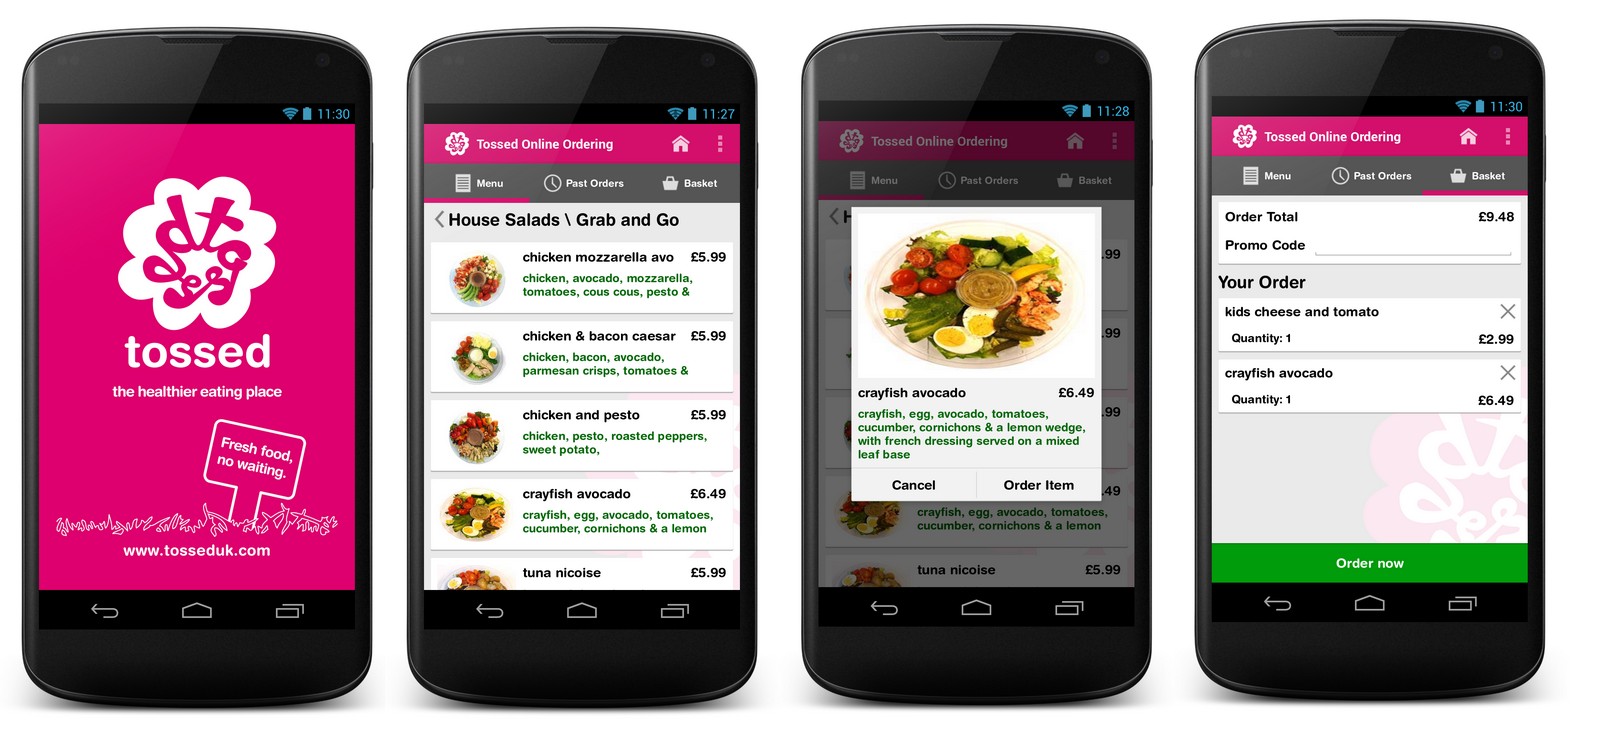 11:30
tossed
tossed
the healthier eating place
Fresh food,
no waiting.
www.tosseduk.com
11:27
Tossed Online Ordering
Menu Past Orders Basket
House Salads \ Grab and Go
chicken mozzarella avo £5.99
chicken, avocado, mozzarella,
tomatoes, cous cous, pesto &
chicken & bacon caesar £5.99
chicken, bacon, avocado,
parmesan crisps, tomatoes &
chicken and pesto £5.99
chicken, pesto, roasted peppers,
sweet potato,
crayfish avocado £6.49
crayfish, egg, avocado, tomatoes,
cucumber, cornichons & a lemon
tuna nicoise £5.99
11:28
Tossed Online Ordering
Menu Past Orders Basket
H
.99
.99
.99
crayfish avocado £6.49
crayfish, egg, avocado, tomatoes,
cucumber, cornichons & a lemon wedge,
with french dressing served on a mixed
leaf base
Cancel Order Item
.49
crayfish, egg, avocado, tomatoes,
cucumber, cornichons & a lemon
tuna nicoise £5.99
11:30
Tossed Online Ordering
Menu Past Orders Basket
Order Total £9.48
Promo Code
Your Order
kids cheese and tomato
Quantity: 1 £2.99
crayfish avocado
Quantity: 1 £6.49
Order now